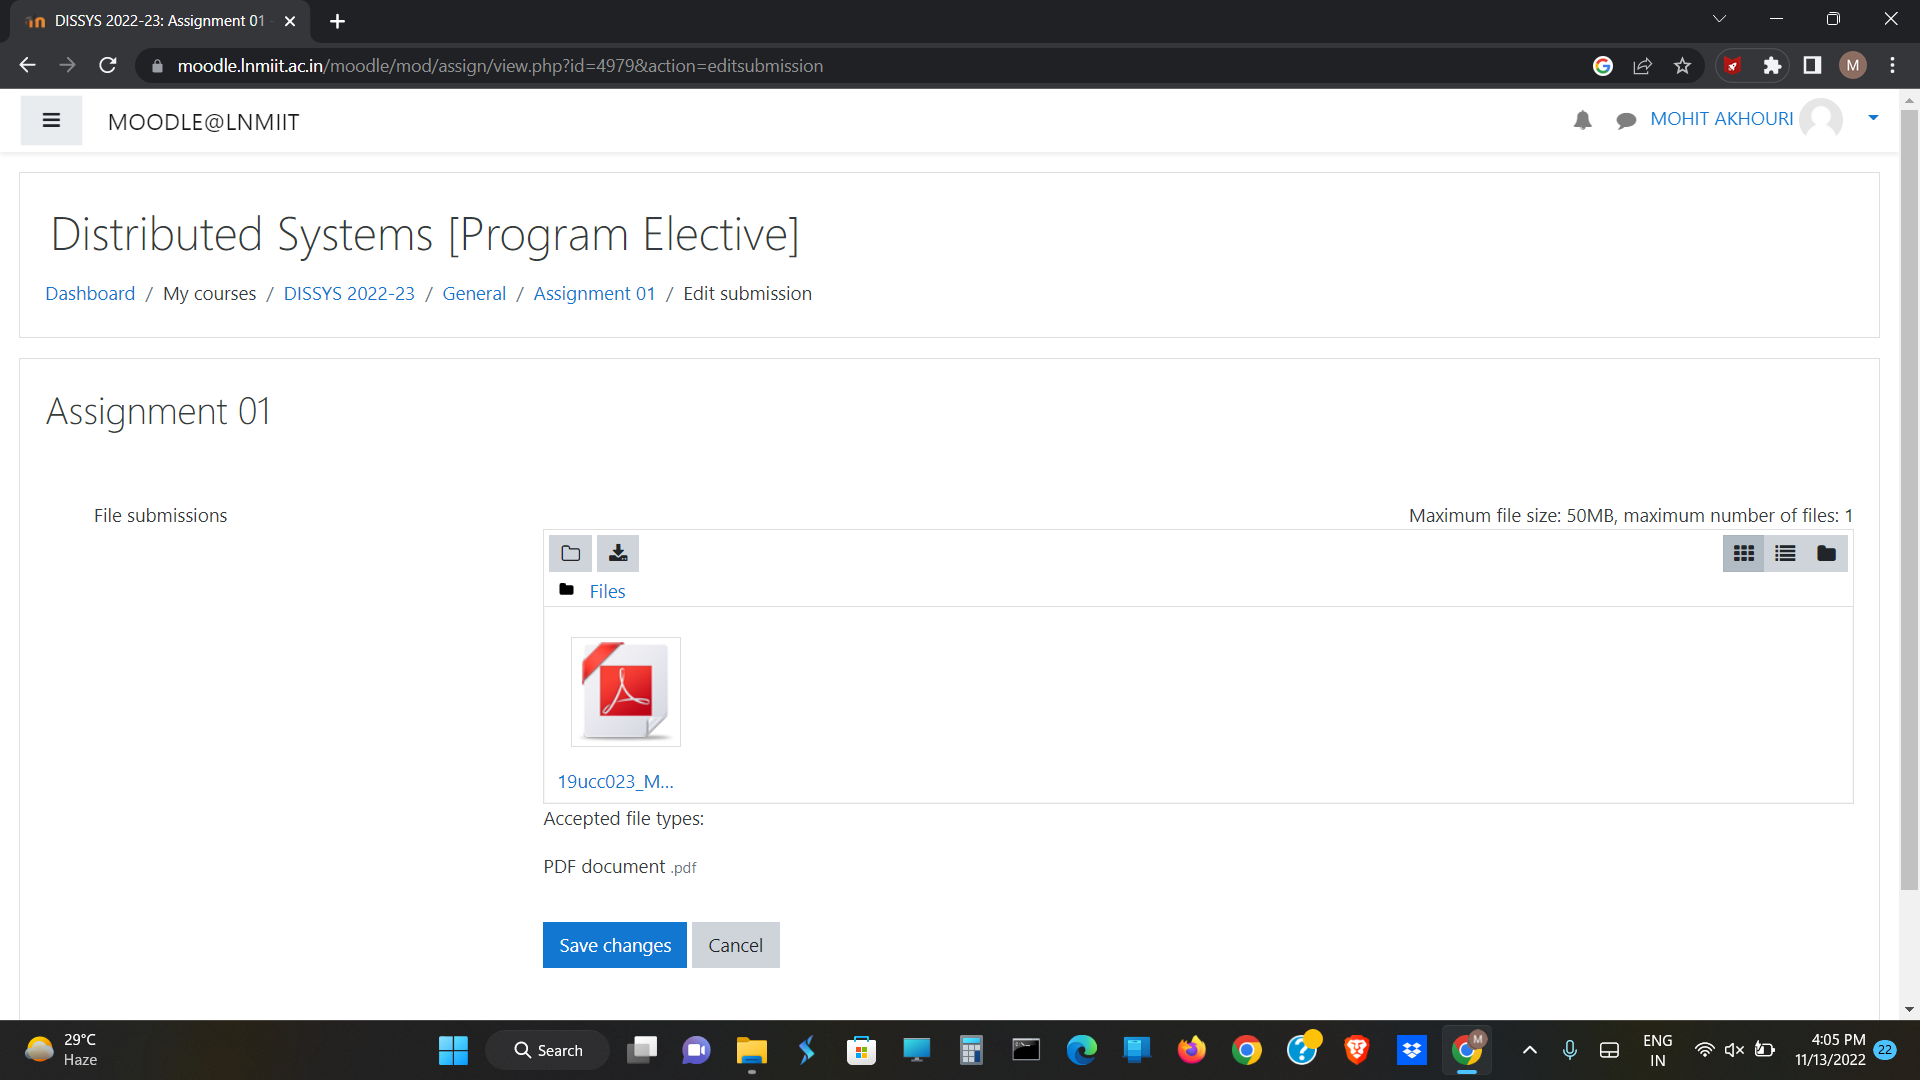 DISSYS 2022-23: Assignment 01
moodle.lnmiit.ac.in/moodle/mod/assign/view.php?id=4979&action=editsubmission
M
MOODLE@LNMIIT
MOHIT AKHOURI
Distributed Systems [Program Elective]
Dashboard / My courses / DISSYS 2022-23 / General / Assignment 01 / Edit submission
Assignment 01
File submissions
Maximum file size: 50MB, maximum number of files: 1
Files
19ucc023_M...
Accepted file types:
PDF document .pdf
Save changes
Cancel
29°C
Haze
Search
M
ENG
IN
4:05 PM
11/13/2022
22